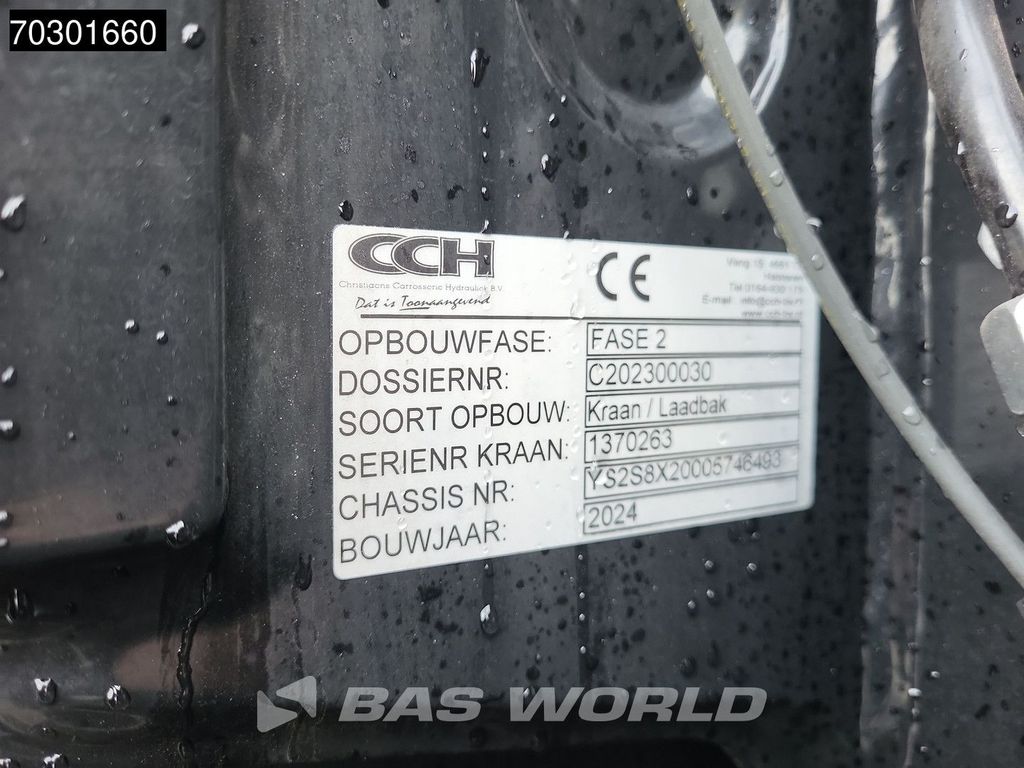 70301660
CCH
Christiaens Carrosserie Hydrauliek B.V.
Dat is Toonaangevend
CE
OPBOUWFASE: FASE 2
DOSSIERNR: C202300030
SOORT OPBOUW: Kraan / Laadbak
SERIENR KRAAN: 1370263
CHASSIS NR: YS2S8X20005746493
BOUWJAAR: 2024
BAS WORLD